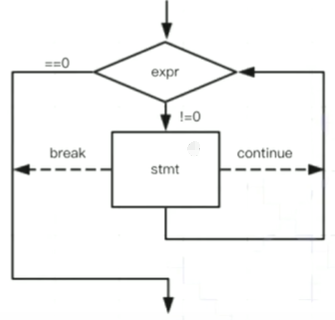 ==0
expr
!=0
break
stmt
continue